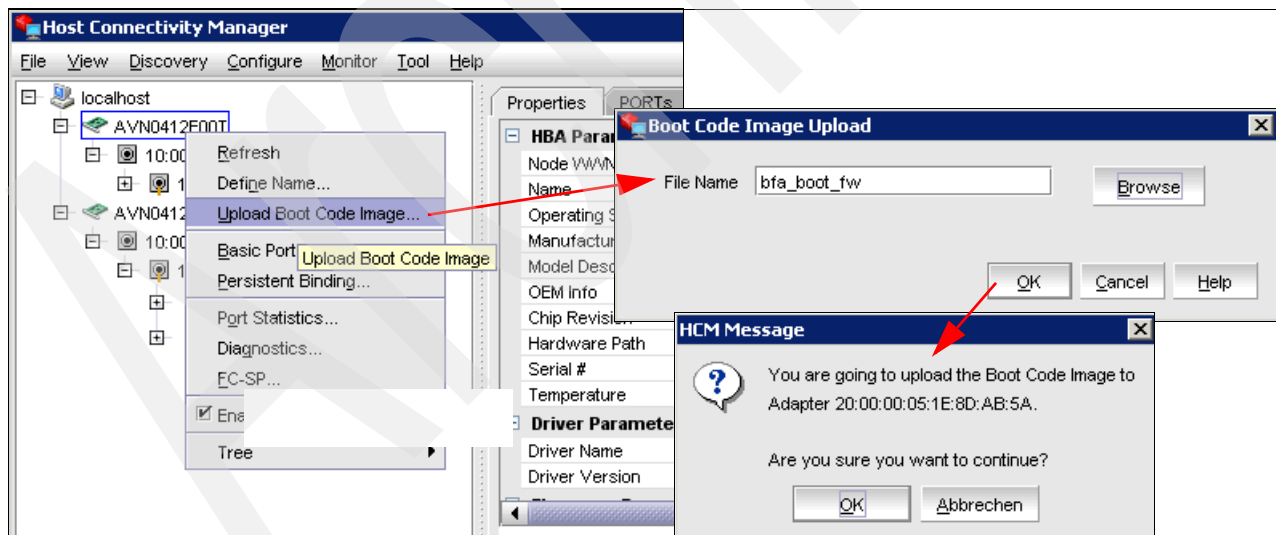 Host Connectivity Manager
File View Discovery Configure Monitor Tool Help
localhost
AVN0412E00T
10:00
1
AVN0412
10:00
1
Refresh
Define Name...
Upload Boot Code Image...
Basic Port
Upload Boot Code Image
Persistent Binding...
Port Statistics...
Diagnostics...
FC-SP...
Ena
Tree
Properties PORTs
HBA Para
Node WWN
Name
Operating S
Manufactur
Model Desc
OEM Info
Chip Revision
Hardware Path
Serial #
Temperature
Driver Paramete
Driver Name
Driver Version
Boot Code Image Upload
File Name bfa_boot_fw Browse
OK Cancel Help
HCM Message
You are going to upload the Boot Code Image to
Adapter 20:00:00:05:1E:8D:AB:5A.
Are you sure you want to continue?
OK Abbrechen